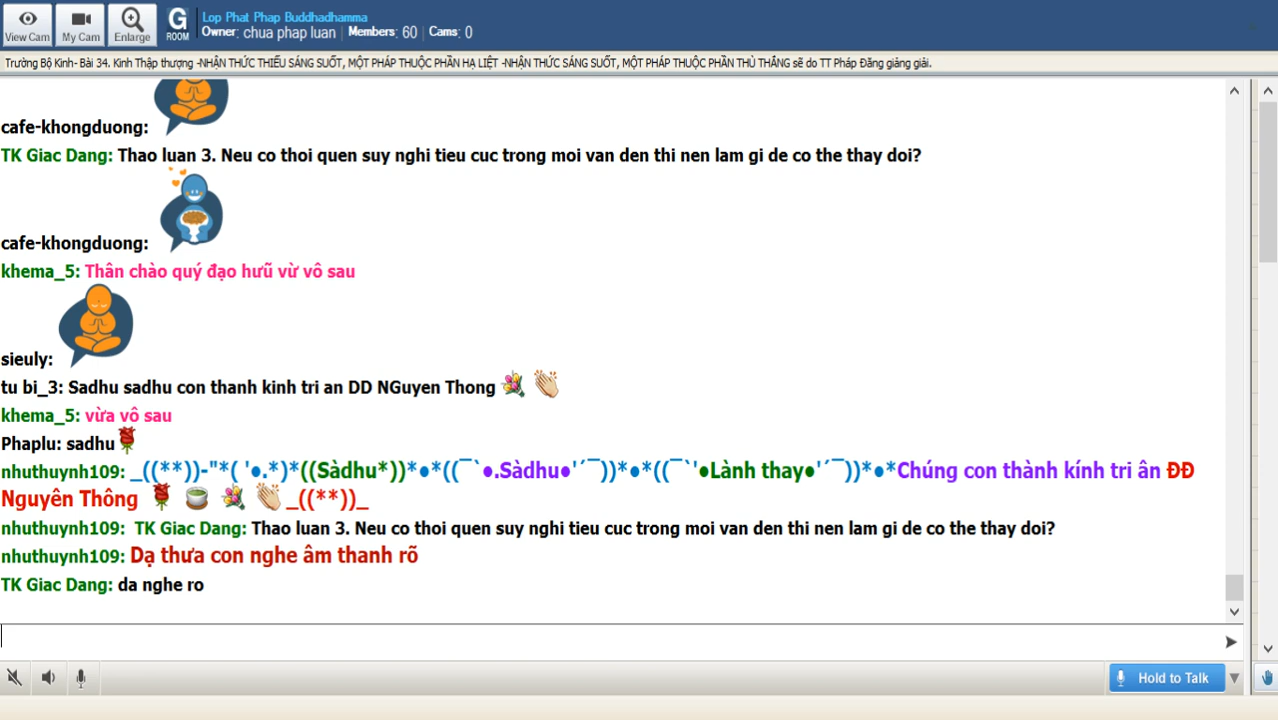 View Cam
My Cam
Enlarge
G
ROOM
Lop Phat Phap Buddhadhamma
Owner: chua phap luan | Members: 60 | Cams: 0
Trường Bộ Kinh- Bài 34. Kinh Thập thượng -NHẬN THỨC THIẾU SÁNG SUỐT, MỘT PHÁP THUỘC PHẦN HẠ LIỆT -NHẬN THỨC SÁNG SUỐT, MỘT PHÁP THUỘC PHẦN THÙ THẮNG sẽ do TT Pháp Đăng giảng giải.
cafe-khongduong:
TK Giac Dang: Thao luan 3. Neu co thoi quen suy nghi tieu cuc trong moi van den thi nen lam gi de co the thay doi?
cafe-khongduong:
khema_5: Thân chào quý đạo hưũ vừ vô sau
sieuly:
tu bi_3: Sadhu sadhu con thanh kinh tri an DD NGuyen Thong
khema_5: vừa vô sau
Phaplu: sadhu
nhuthuynh109: _((**))-"*( '●.*)*((Sàdhu*))*●*((¯`●.Sàdhu●'´¯))*●*((¯`'●Lành thay●'´¯))*●*Chúng con thành kính tri ân ĐĐ
Nguyên Thông _((**))_
nhuthuynh109: TK Giac Dang: Thao luan 3. Neu co thoi quen suy nghi tieu cuc trong moi van den thi nen lam gi de co the thay doi?
nhuthuynh109: Dạ thưa con nghe âm thanh rõ
TK Giac Dang: da nghe ro
Hold to Talk